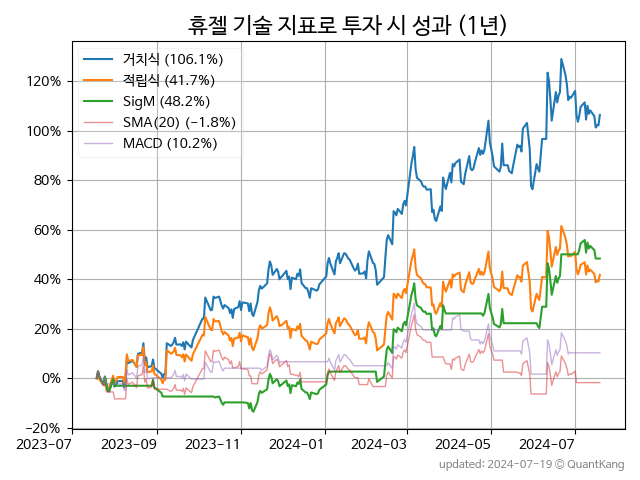 휴젤 기술 지표로 투자 시 성과 (1년)
거치식 (106.1%)
적립식 (41.7%)
SigM (48.2%)
SMA(20) (−1.8%)
MACD (10.2%)
120%
100%
80%
60%
40%
20%
0%
−20%
2023-07 2023-09 2023-11 2024-01 2024-03 2024-05 2024-07
updated: 2024-07-19 © QuantKang